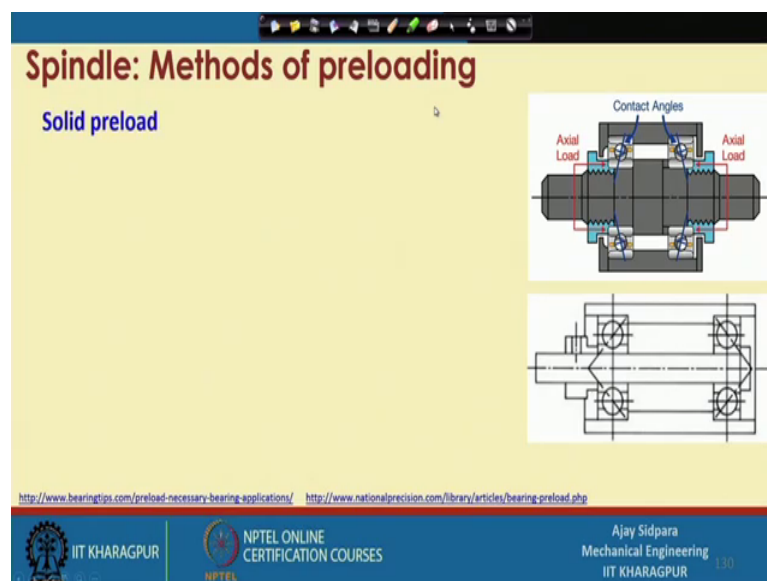 Spindle: Methods of preloading
Solid preload
Contact Angles
Axial Load
Axial Load
http://www.bearingtips.com/preload-necessary-bearing-applications/ http://www.nationalprecision.com/library/articles/bearing-preload.php
IIT KHARAGPUR
NPTEL
NPTEL ONLINE
CERTIFICATION COURSES
Ajay Sidpara
Mechanical Engineering
IIT KHARAGPUR
130